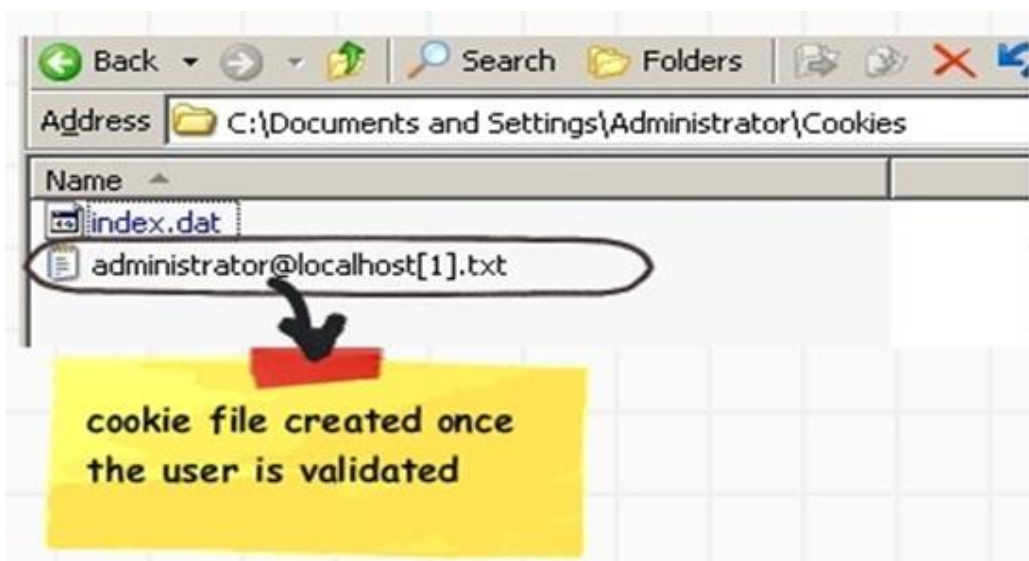 Back Search Folders
Address C:\Documents and Settings\Administrator\Cookies
Name
index.dat
administrator@localhost[1].txt
cookie file created once
the user is validated